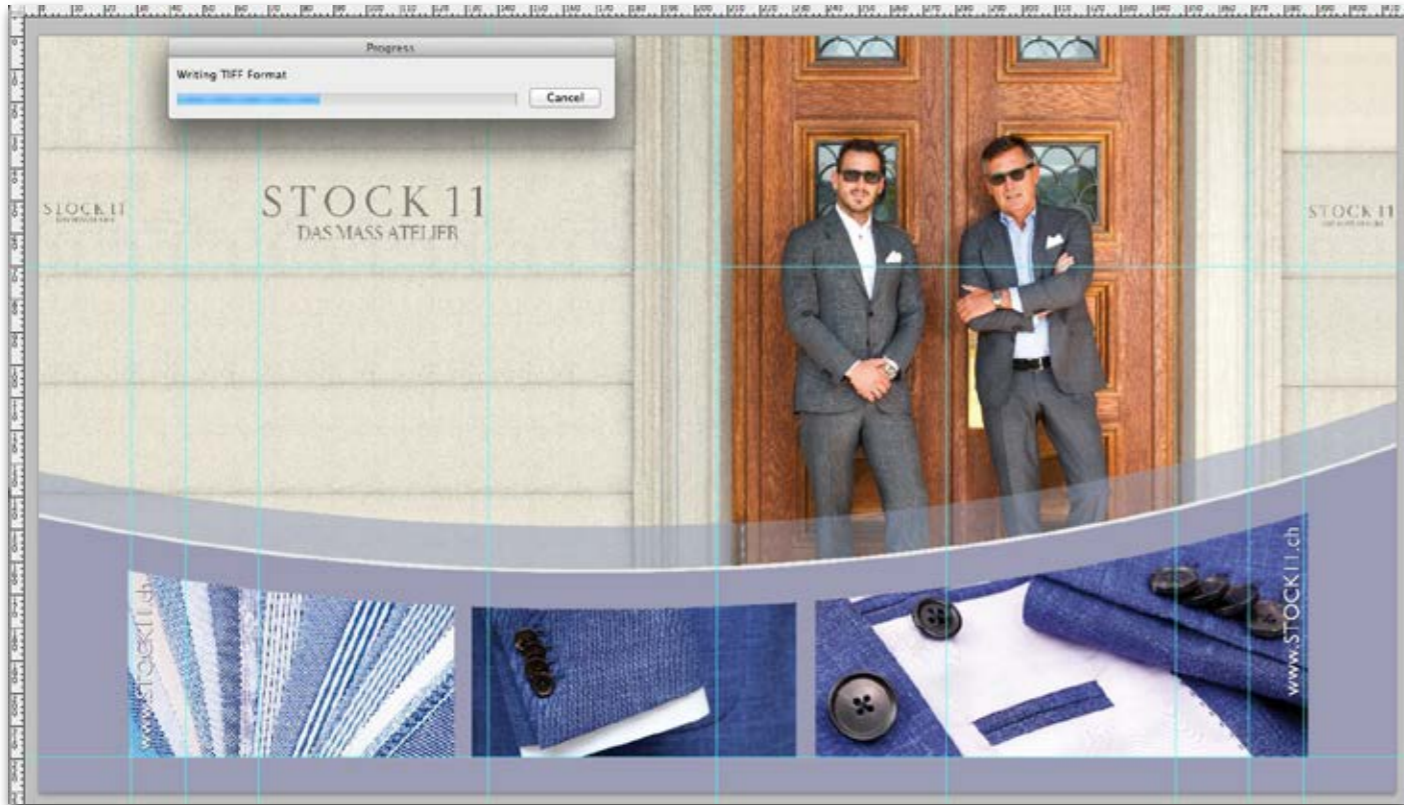 Progress
Writing TIFF Format
Cancel
STOCK 11
STOCK 11
DAS MASS ATELIER
STOCK 11
www.STOCK11.ch
www.STOCK11.ch